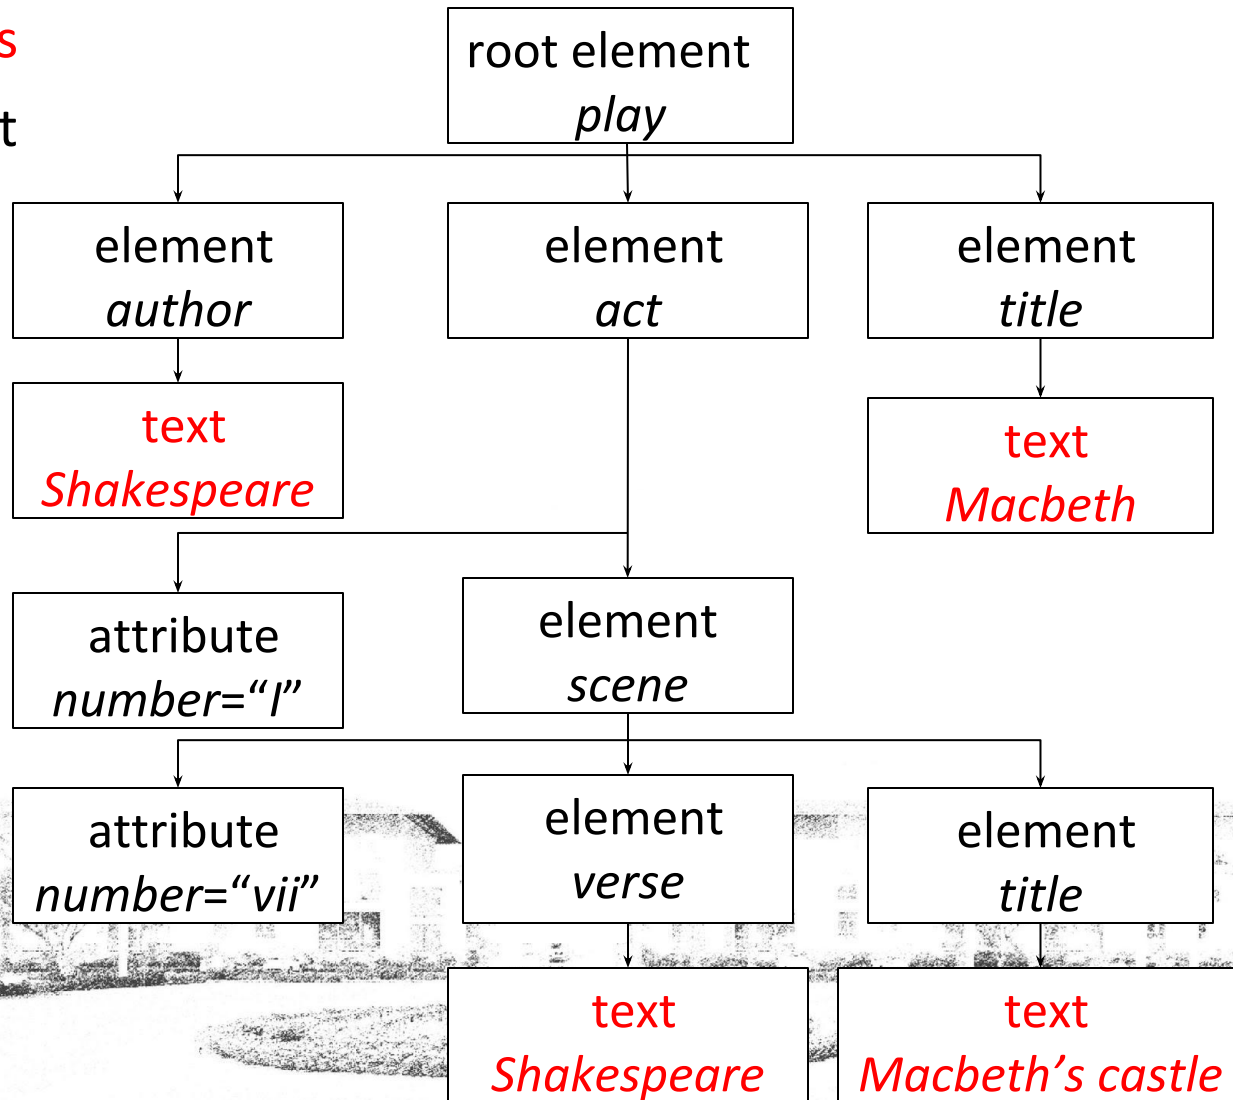 s
t
root element
play
element
author
element
act
element
title
text
Shakespeare
text
Macbeth
attribute
number=“I”
element
scene
attribute
number=“vii”
element
verse
element
title
text
Shakespeare
text
Macbeth’s castle